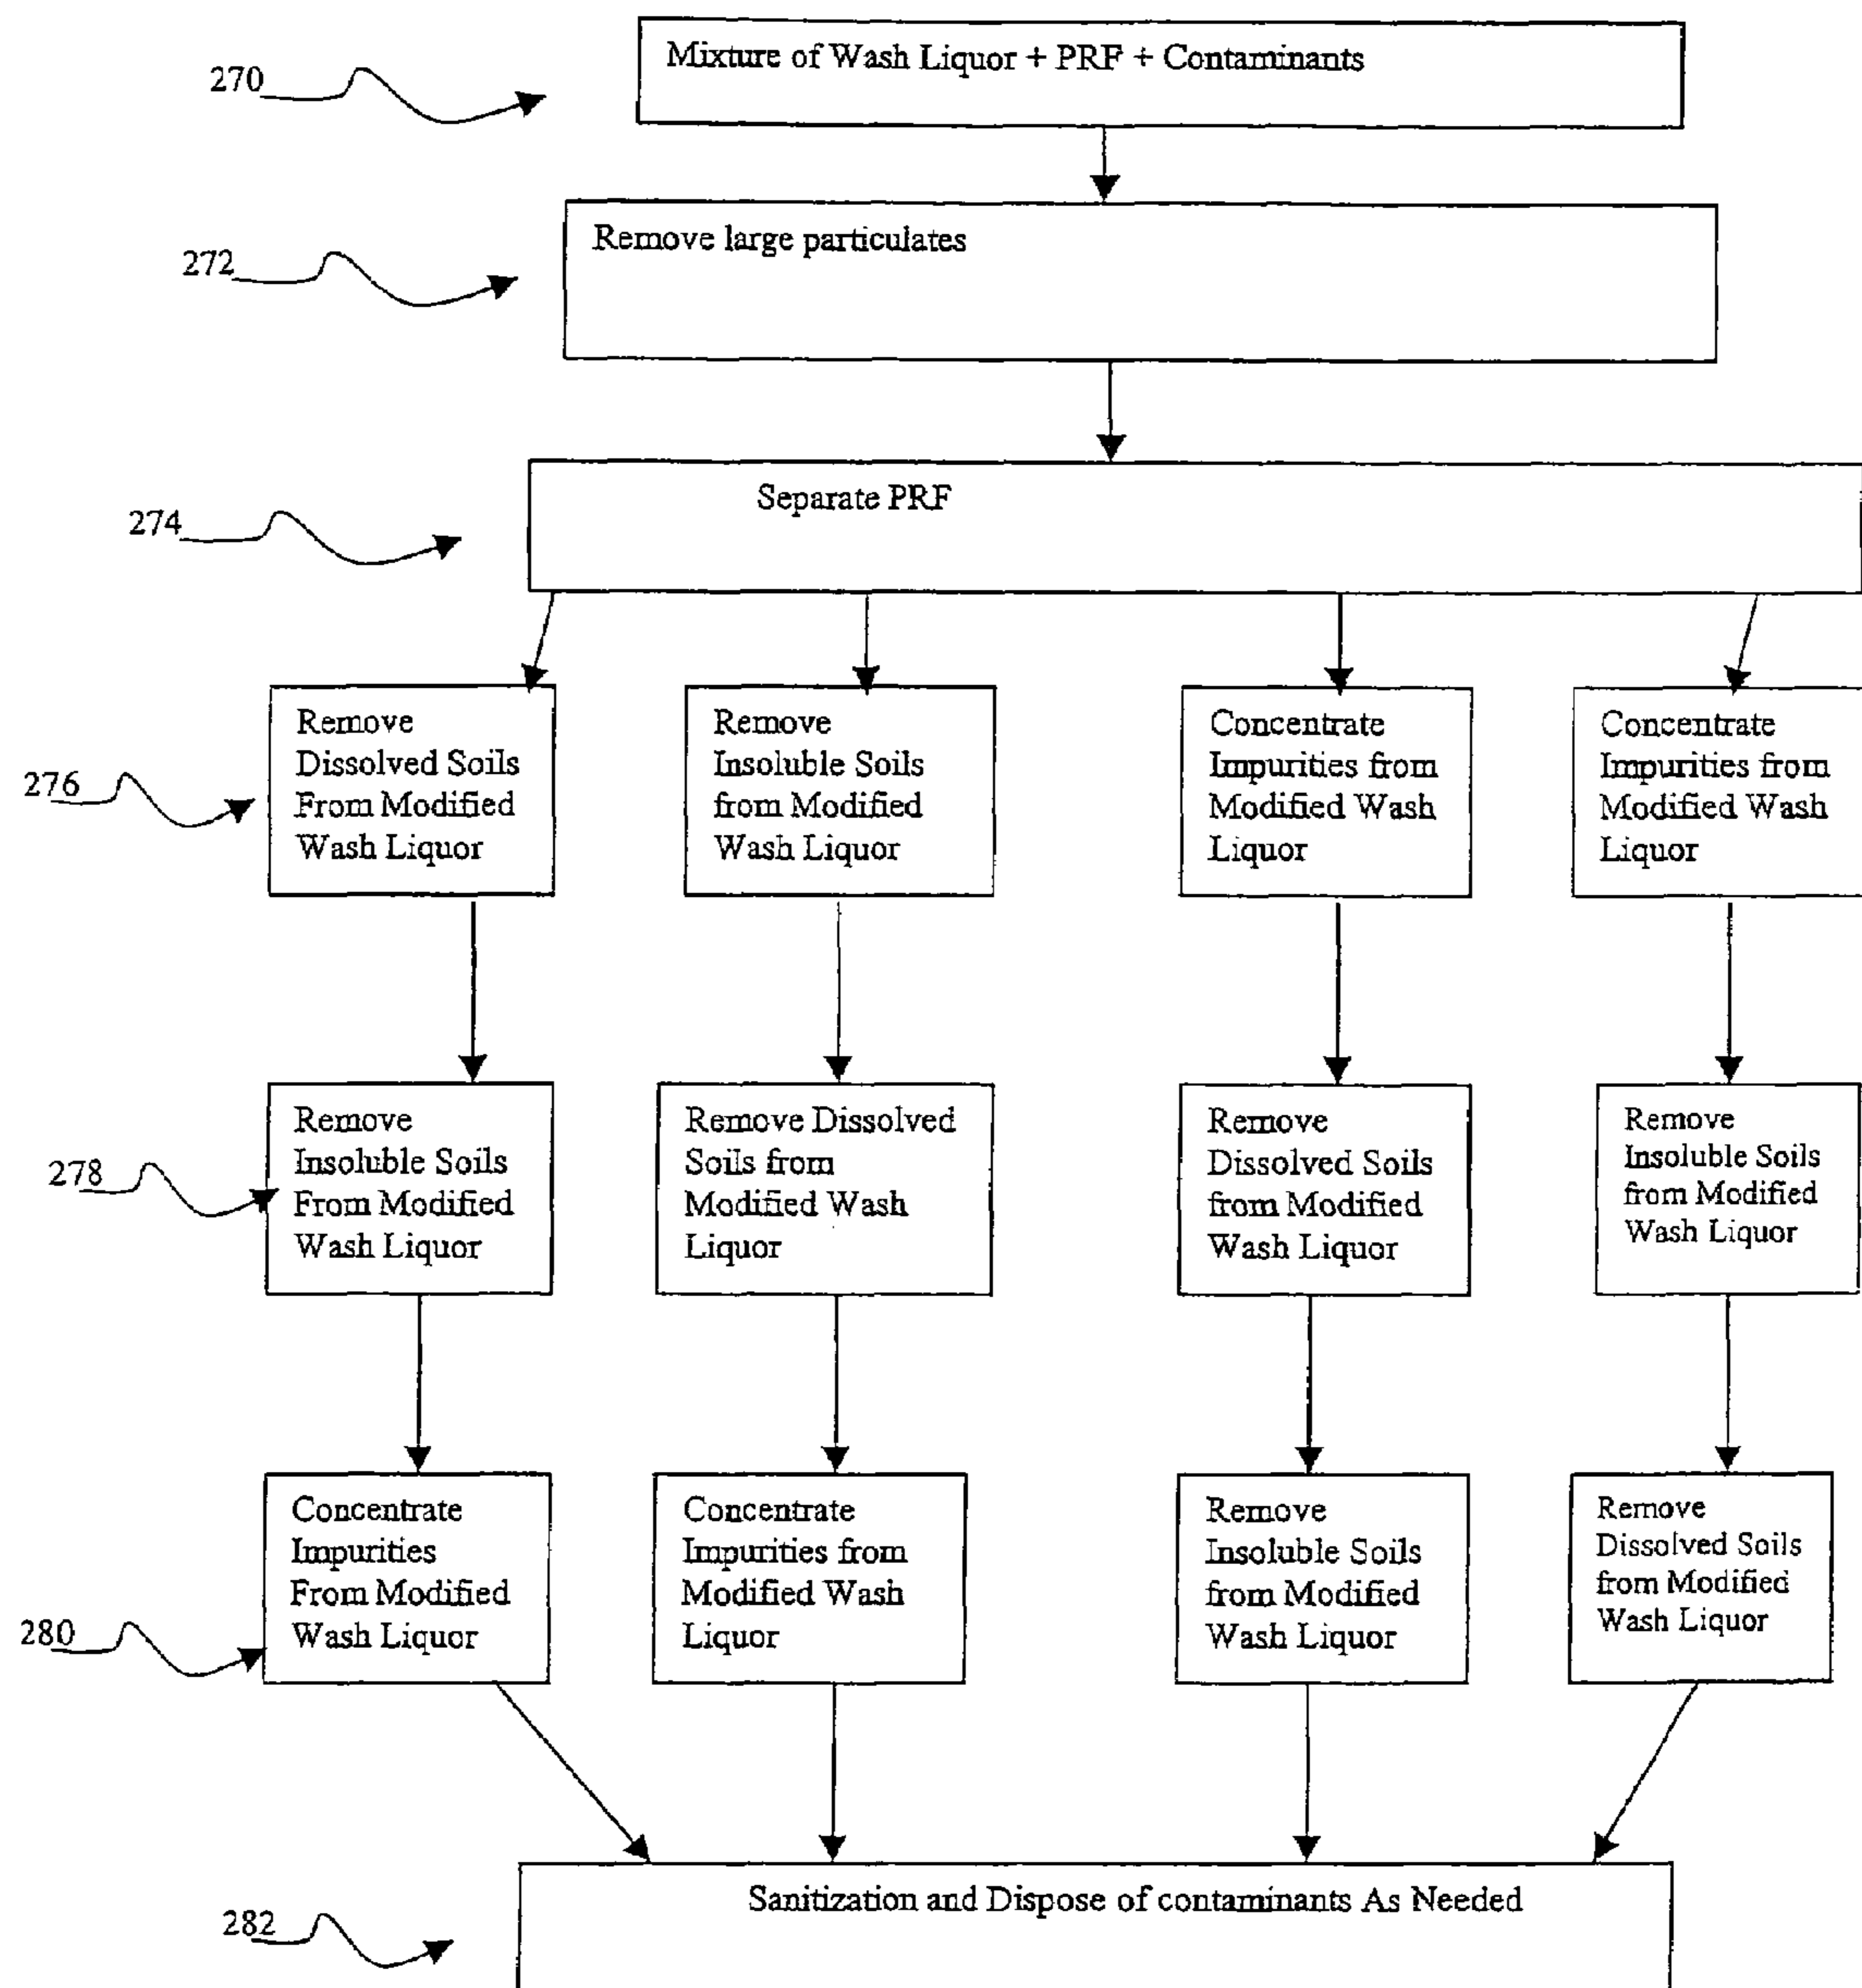 270
Mixture of Wash Liquor + PRF + Contaminants
272
Remove large particulates
274
Separate PRF
276
Remove
Dissolved Soils
From Modified
Wash Liquor
Remove
Insoluble Soils
from Modified
Wash Liquor
Concentrate
Impurities from
Modified Wash
Liquor
Concentrate
Impurities from
Modified Wash
Liquor
278
Remove
Insoluble Soils
From Modified
Wash Liquor
Remove Dissolved
Soils from
Modified Wash
Liquor
Remove
Dissolved Soils
from Modified
Wash Liquor
Remove
Insoluble Soils
from Modified
Wash Liquor
280
Concentrate
Impurities
From Modified
Wash Liquor
Concentrate
Impurities from
Modified Wash
Liquor
Remove
Insoluble Soils
from Modified
Wash Liquor
Remove
Dissolved Soils
from Modified
Wash Liquor
282
Sanitization and Dispose of contaminants As Needed